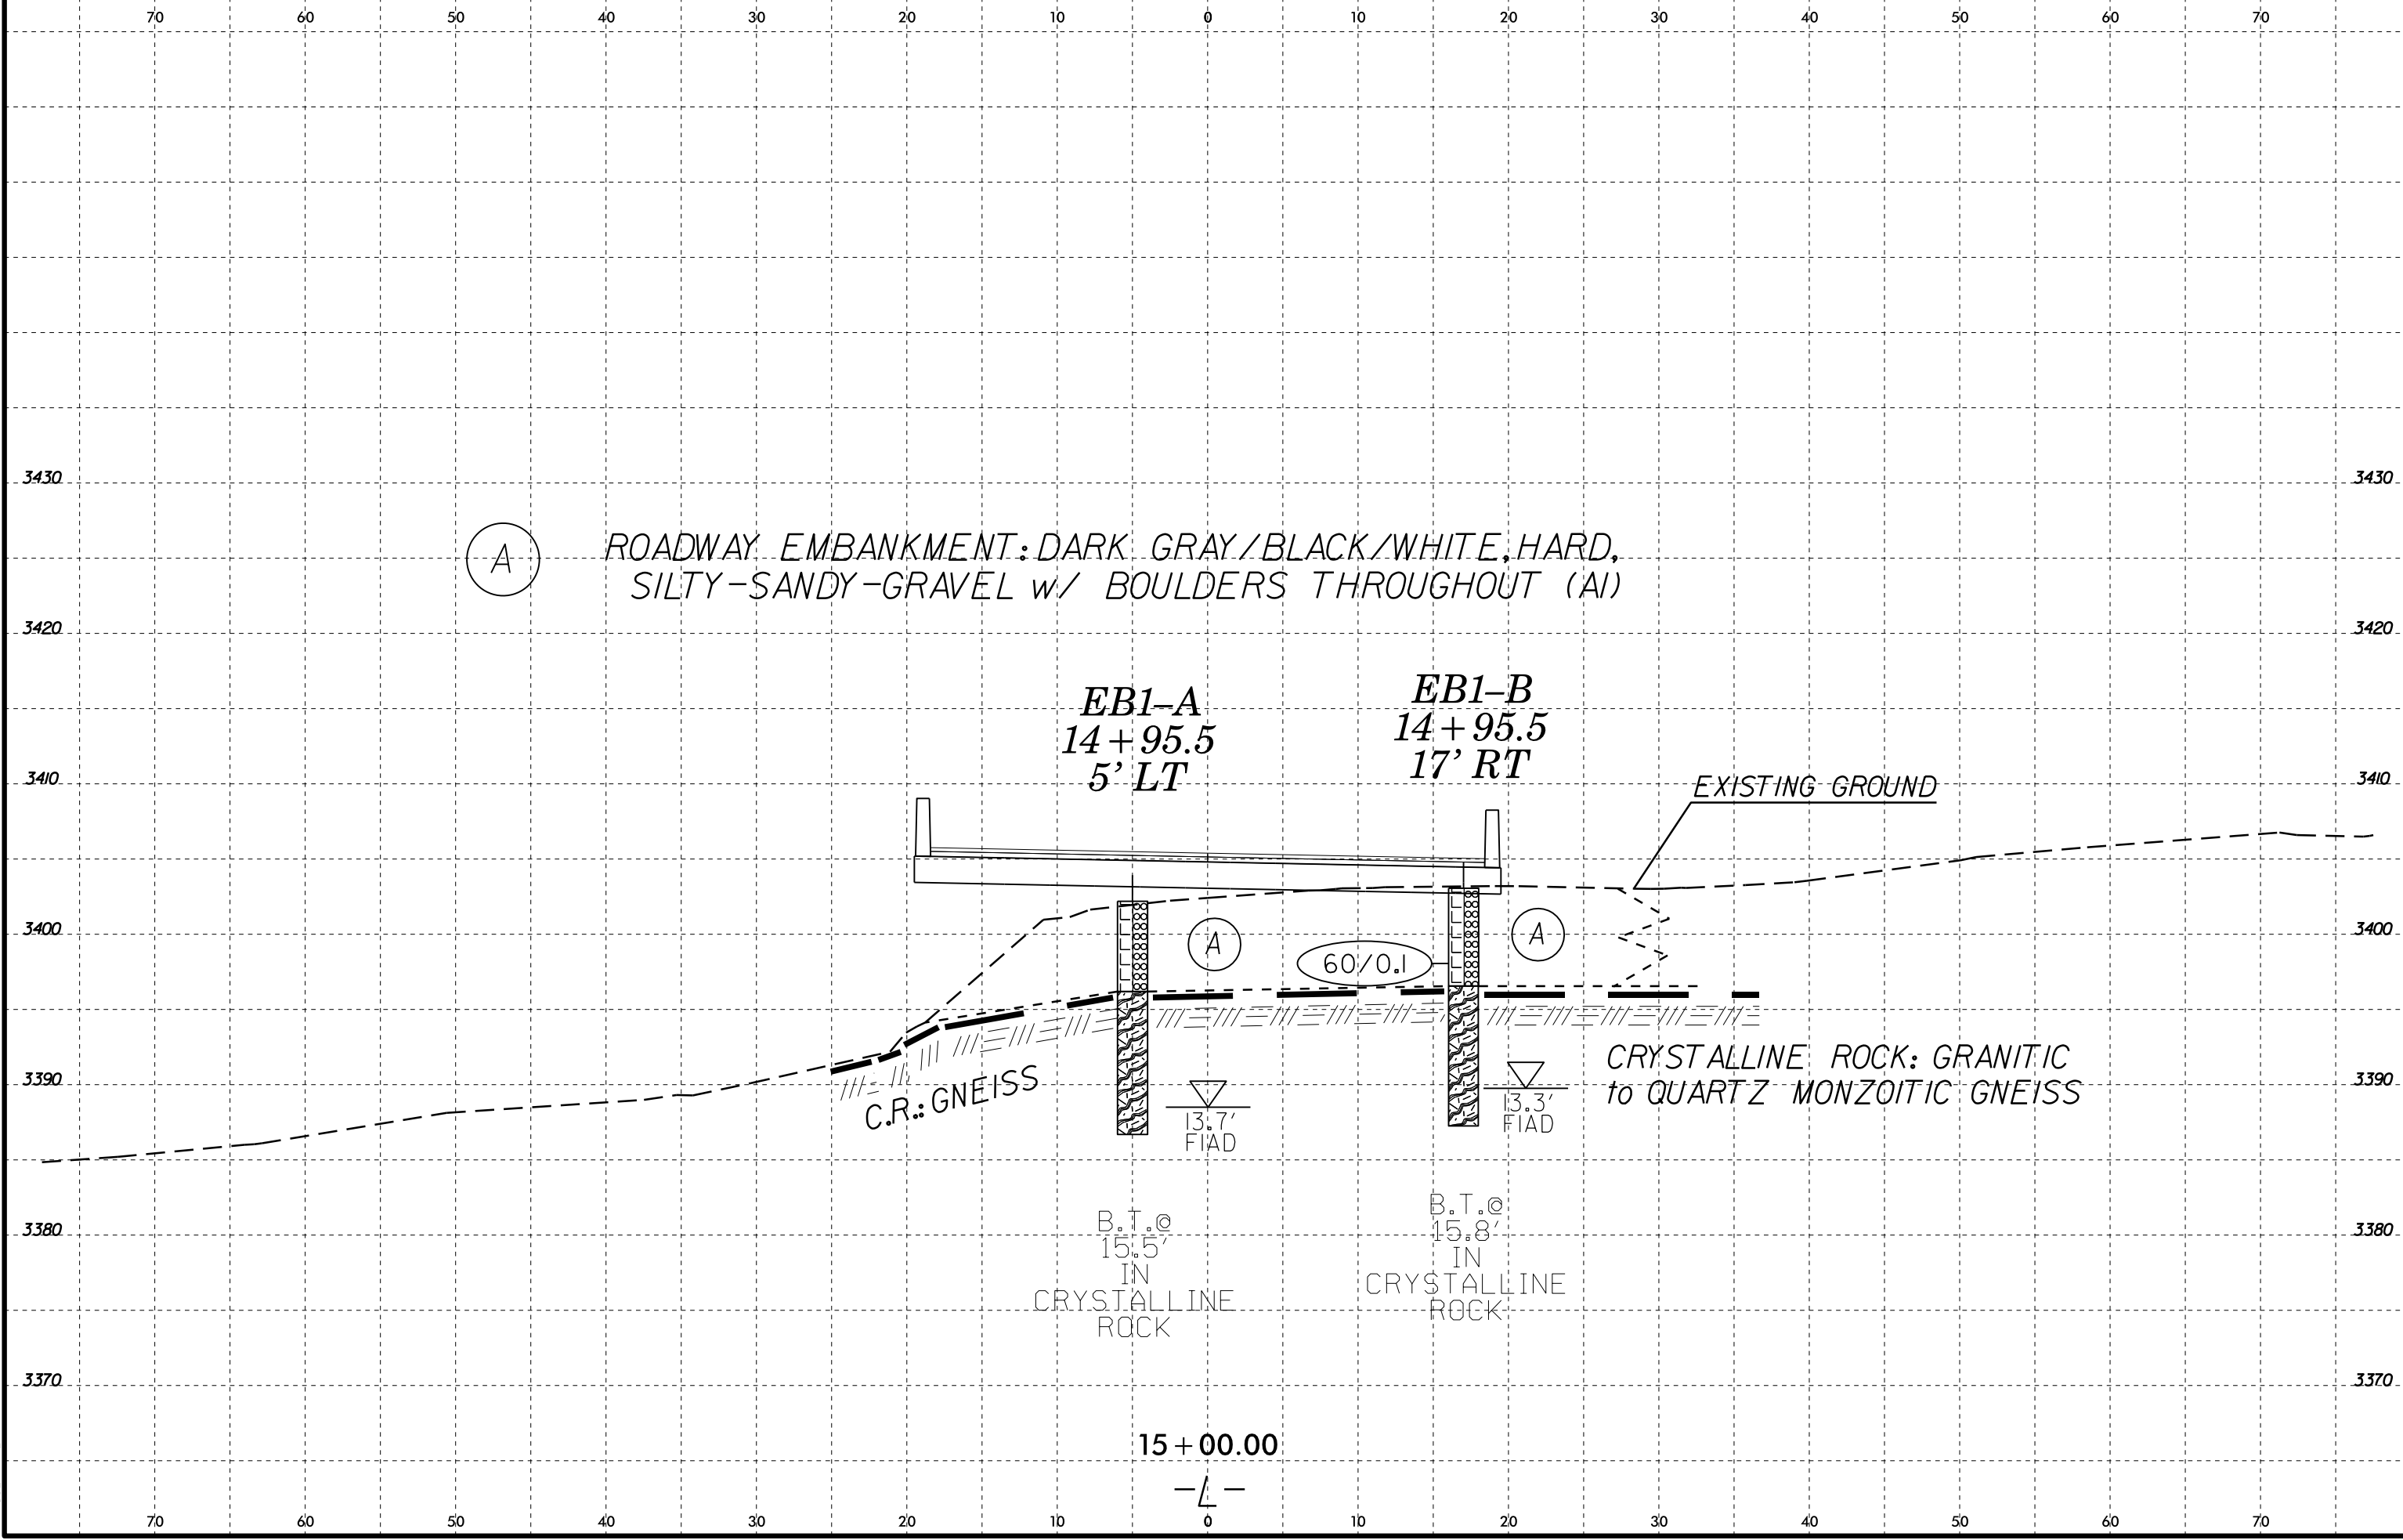 70 60 50 40 30 20 10 0 10 20 30 40 50 60 70
3430 3430
A ROADWAY EMBANKMENT: DARK GRAY/BLACK/WHITE, HARD,
SILTY-SANDY-GRAVEL w/ BOULDERS THROUGHOUT (A1)
3420 3420
EB1-A
14+95.5
5' LT
EB1-B
14+95.5
17' RT
3410 3410
EXISTING GROUND
3400 3400
A
A
60/0.1
CRYSTALLINE ROCK: GRANITIC
to QUARTZ MONZOITIC GNEISS
3390 3390
C.R.: GNEISS
13.7'
FIAD
13.3'
FIAD
B.T.@
15.5'
IN
CRYSTALLINE
ROCK
B.T.@
15.8'
IN
CRYSTALLINE
ROCK
3380 3380
3370 3370
15+00.00
-L-
70 60 50 40 30 20 10 0 10 20 30 40 50 60 70